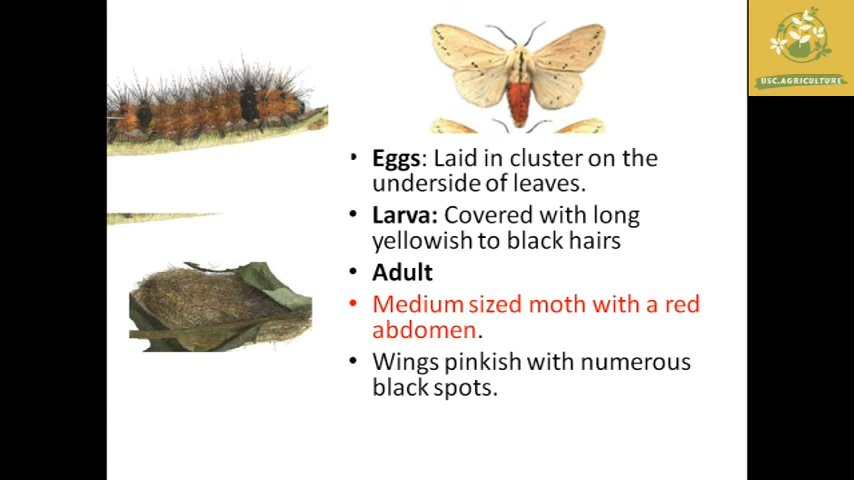 DSC.AGRICULTURE
• Eggs: Laid in cluster on the
underside of leaves.
• Larva: Covered with long
yellowish to black hairs
• Adult
• Medium sized moth with a red
abdomen.
• Wings pinkish with numerous
black spots.